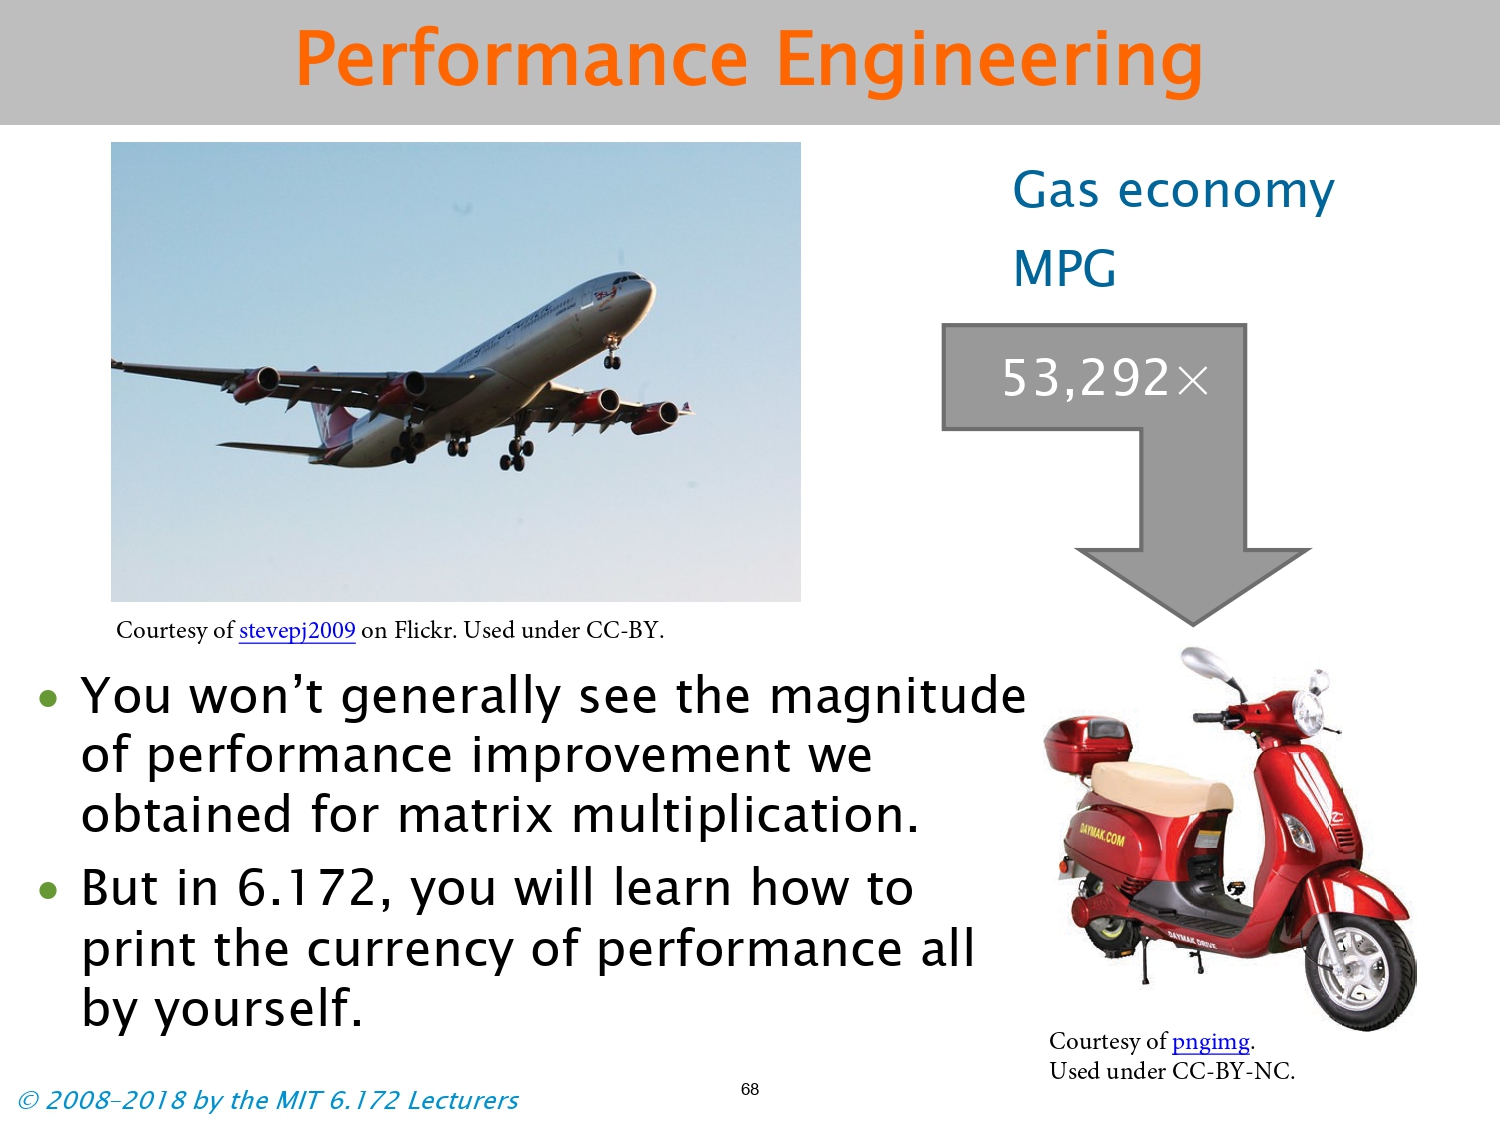 Performance Engineering
Gas economy
MPG
53,292×
Courtesy of stevepj2009 on Flickr. Used under CC-BY.
• You won’t generally see the magnitude
of performance improvement we
obtained for matrix multiplication.
• But in 6.172, you will learn how to
print the currency of performance all
by yourself.
DAYMAK.COM
DAYMAK DRIVE
Courtesy of pngimg.
Used under CC-BY-NC.
© 2008–2018 by the MIT 6.172 Lecturers
68